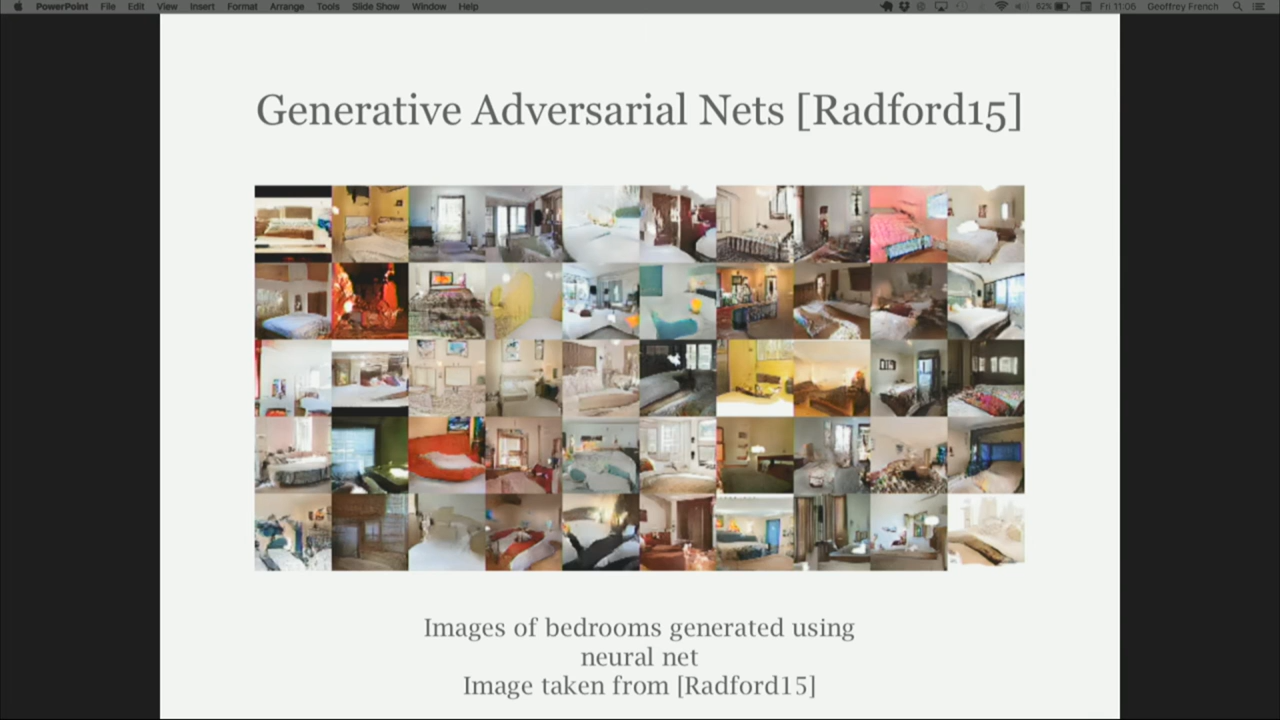 PowerPoint File Edit View Insert Format Arrange Tools Slide Show Window Help 62% Fri 11:06 Geoffrey French
Generative Adversarial Nets [Radford15]
Images of bedrooms generated using
neural net
Image taken from [Radford15]